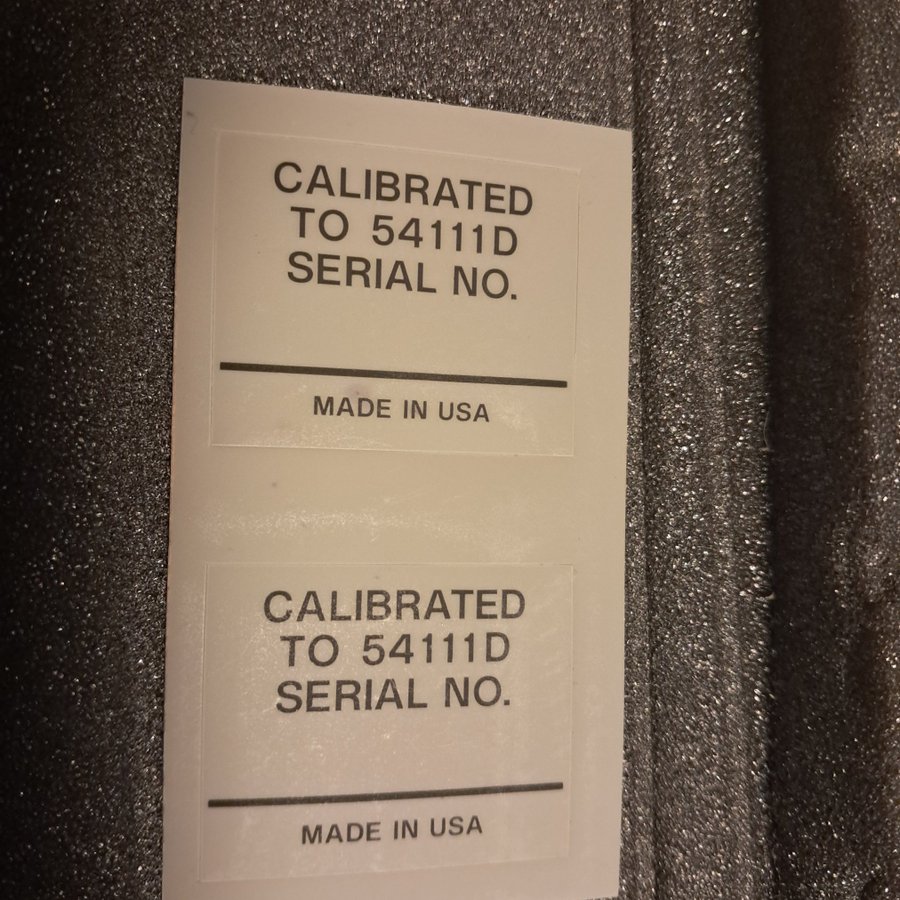 CALIBRATED
TO 54111D
SERIAL NO.
MADE IN USA
CALIBRATED
TO 54111D
SERIAL NO.
MADE IN USA